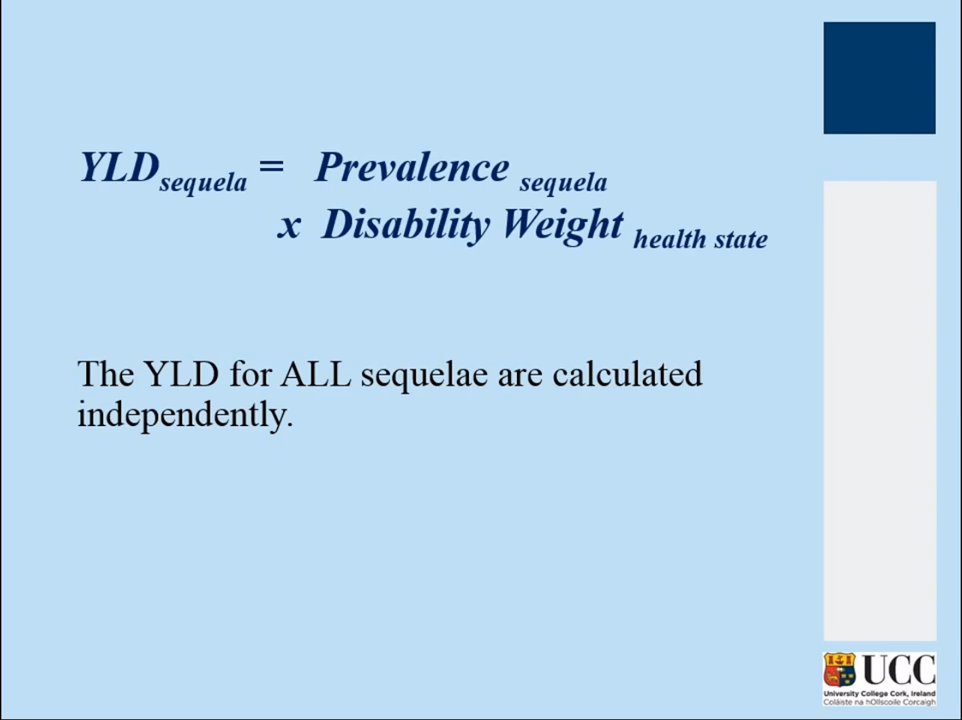 YLDsequela = Prevalence sequela
x Disability Weight health state
The YLD for ALL sequelae are calculated
independently.
UCC
University College Cork, Ireland
Coláiste na hOllscoile Corcaigh